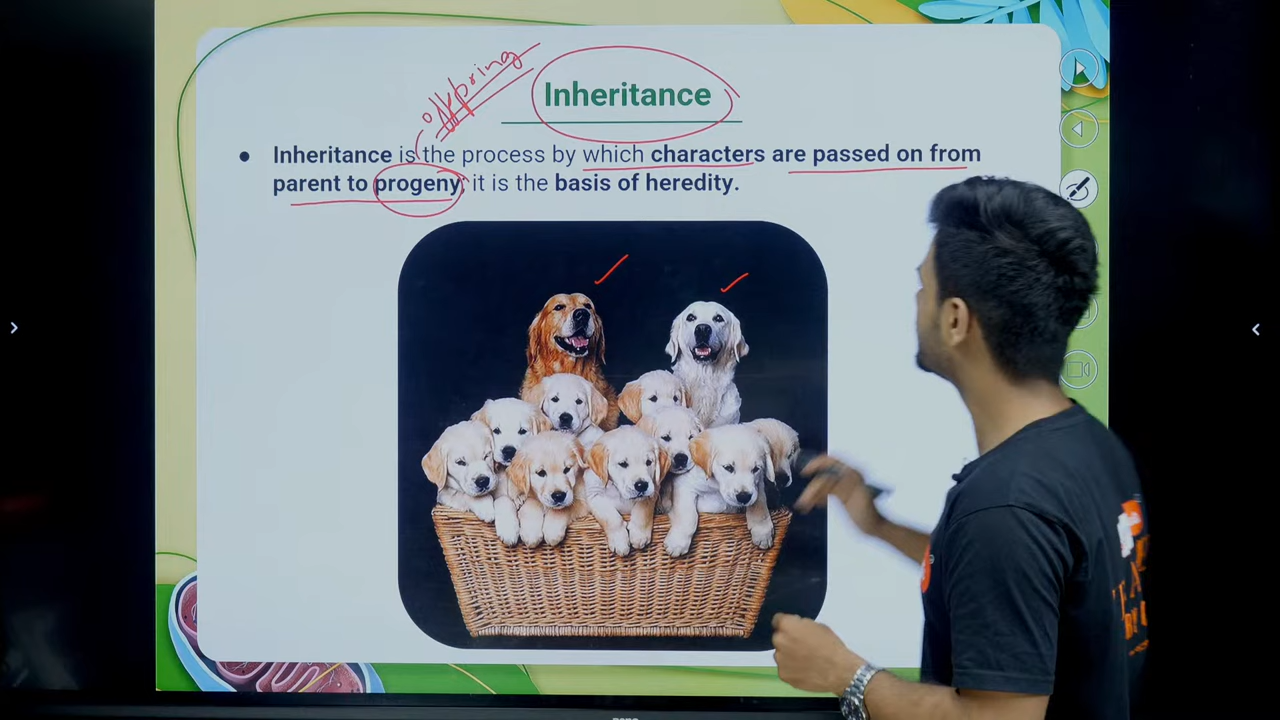 offspring
Inheritance
● Inheritance is the process by which characters are passed on from
parent to progeny; it is the basis of heredity.